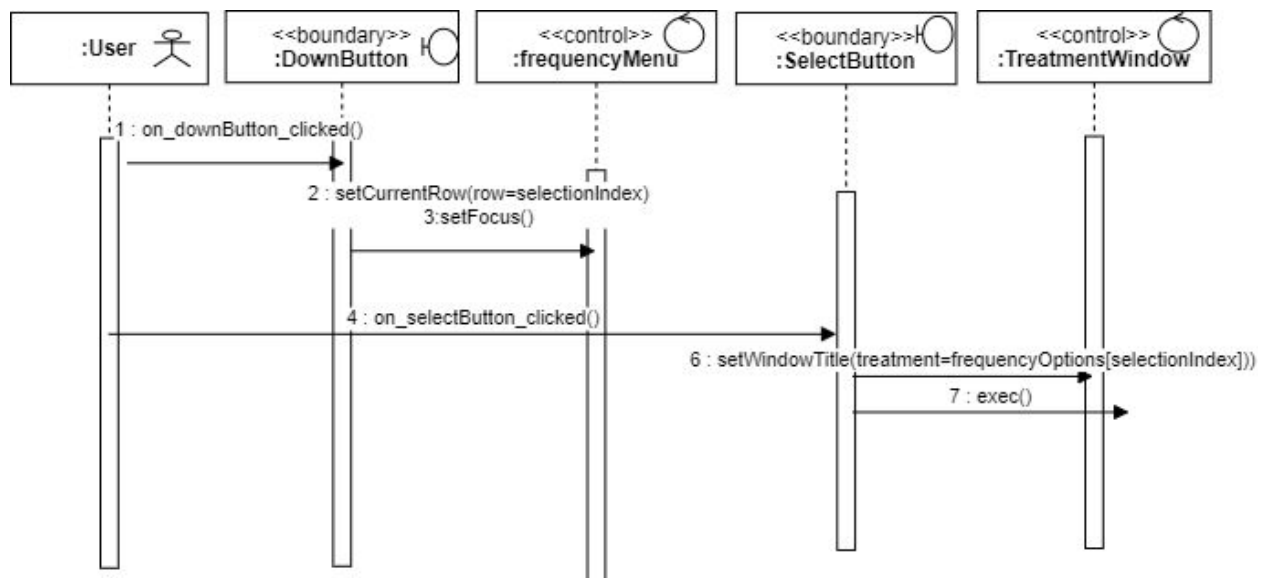 :User
<<boundary>>
:DownButton
<<control>>
:frequencyMenu
<<boundary>>
:SelectButton
<<control>>
:TreatmentWindow
1 : on_downButton_clicked()
2 : setCurrentRow(row=selectionIndex)
3:setFocus()
4 : on_selectButton_clicked()
6 : setWindowTitle(treatment=frequencyOptions[selectionIndex]))
7 : exec()